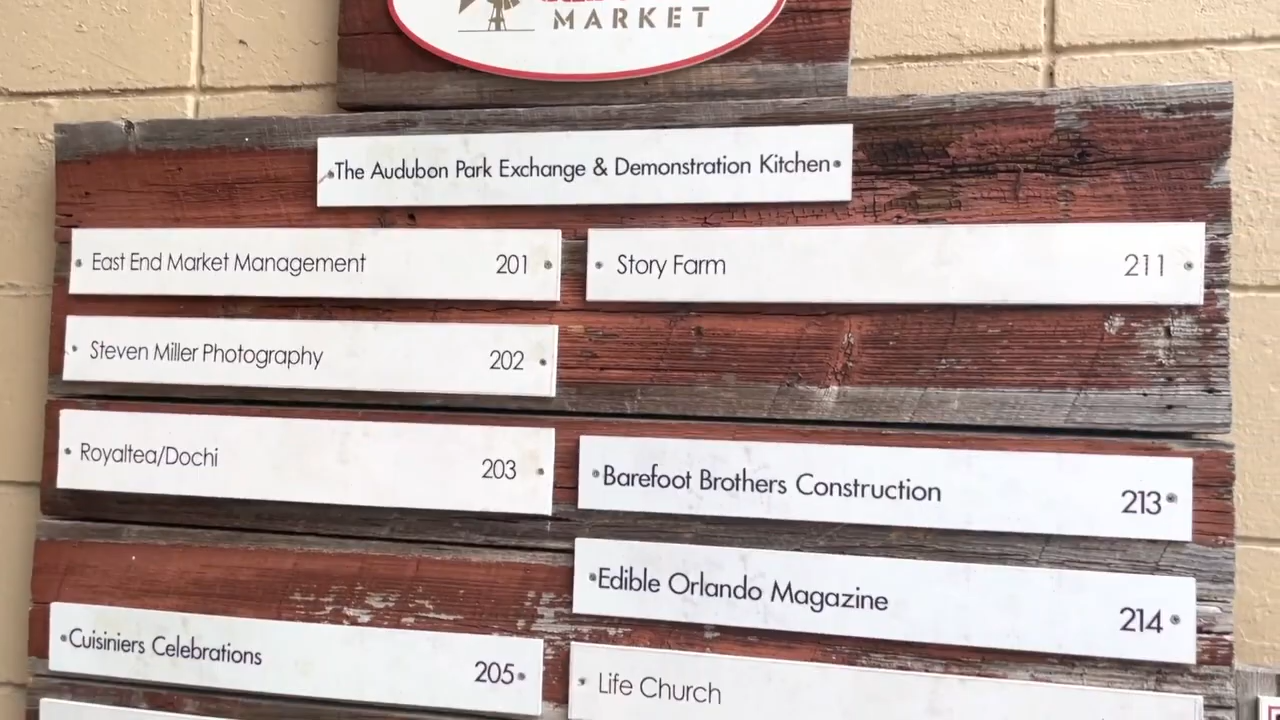 MARKET
The Audubon Park Exchange & Demonstration Kitchen
East End Market Management 201
Story Farm 211
Steven Miller Photography 202
Royaltea/Dochi 203
Barefoot Brothers Construction 213
Edible Orlando Magazine 214
Cuisiniers Celebrations 205
Life Church